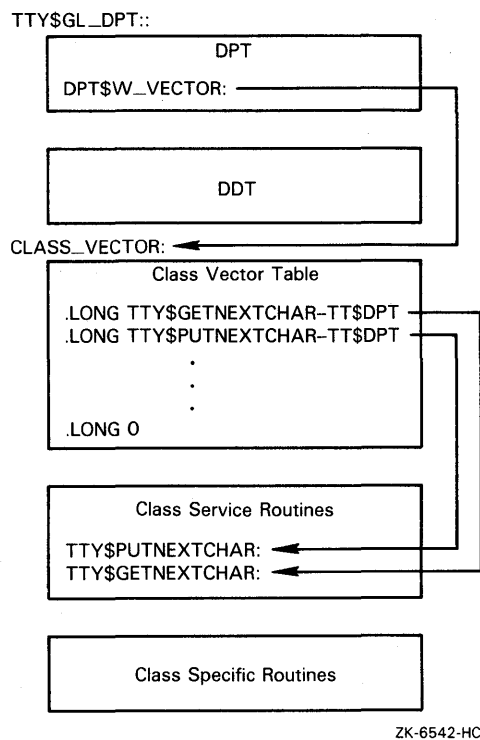 TTY$GL_DPT::
DPT
DPT$W_VECTOR:
DDT
CLASS_VECTOR:
Class Vector Table
.LONG TTY$GETNEXTCHAR–TT$DPT
.LONG TTY$PUTNEXTCHAR–TT$DPT
.
.
.
.LONG 0
Class Service Routines
TTY$PUTNEXTCHAR:
TTY$GETNEXTCHAR:
Class Specific Routines
ZK-6542-HC